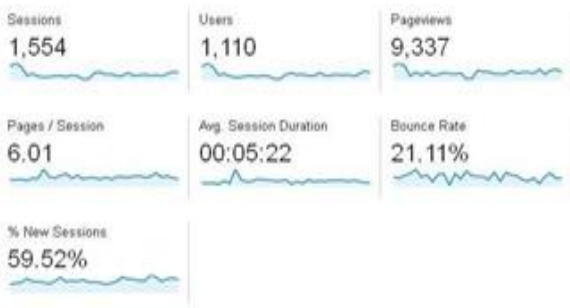 Sessions
1,554
Users
1,110
Pageviews
9,337
Pages / Session
6.01
Avg. Session Duration
00:05:22
Bounce Rate
21.11%
% New Sessions
59.52%